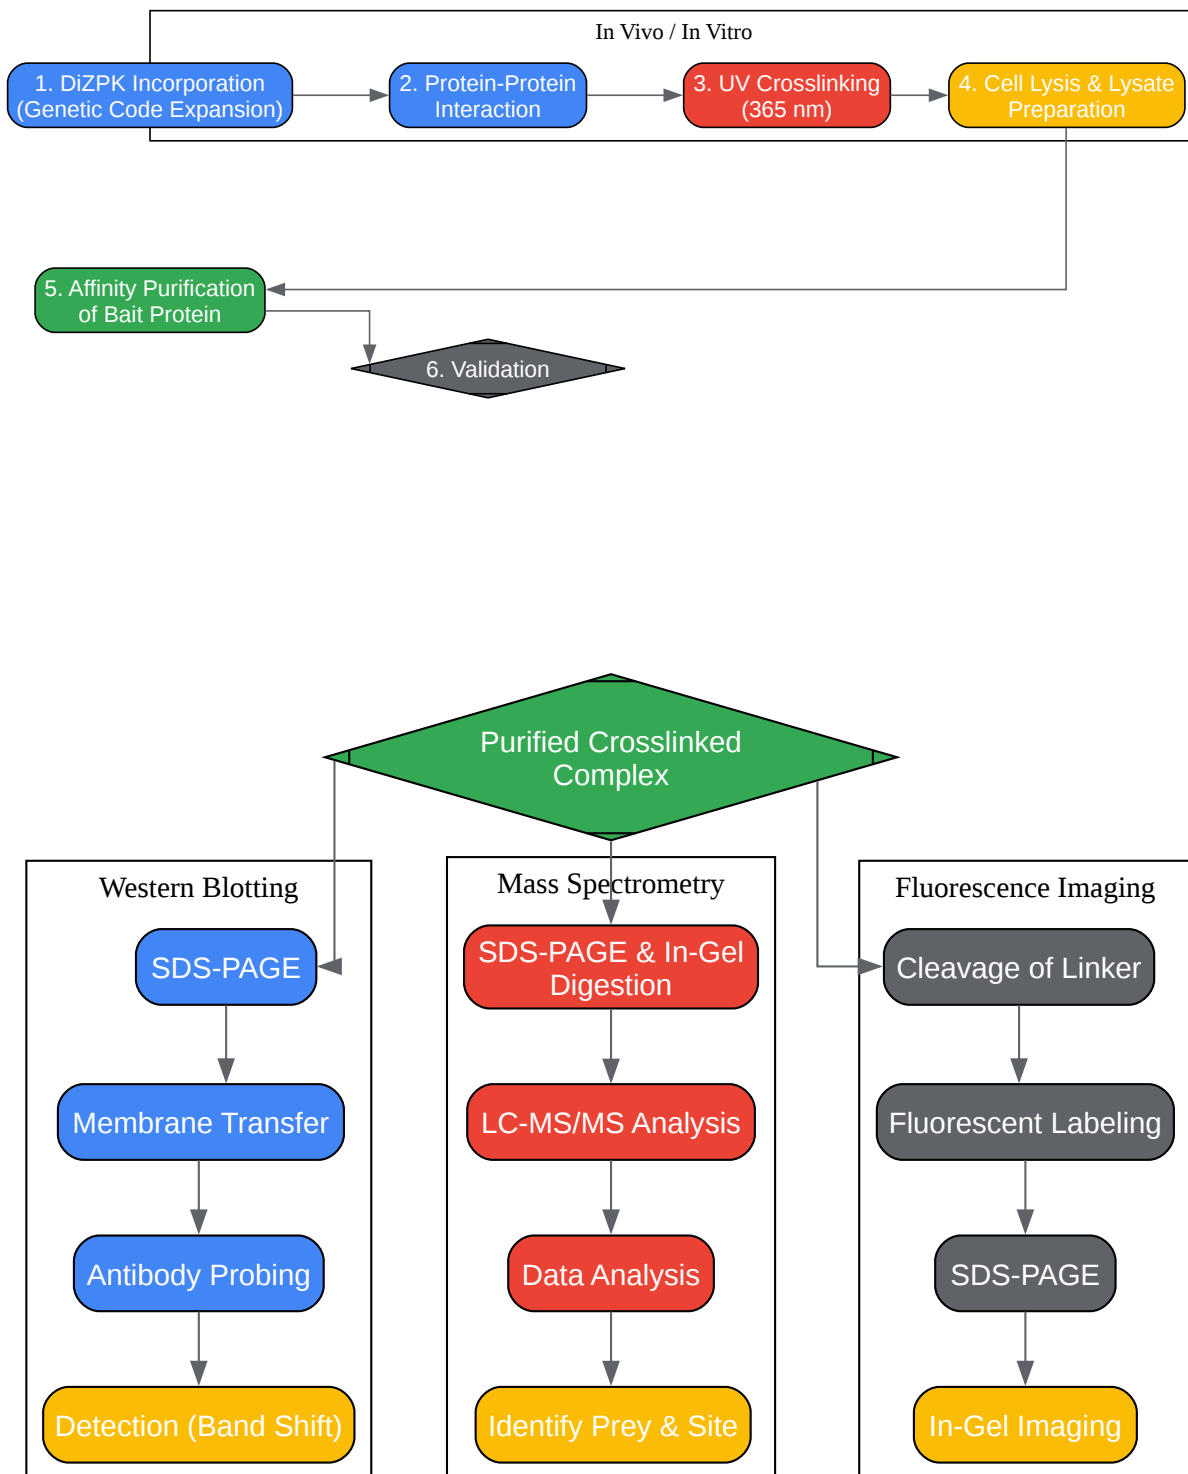 In Vivo / In Vitro
1. DiZPK Incorporation
(Genetic Code Expansion)
2. Protein-Protein
Interaction
3. UV Crosslinking
(365 nm)
4. Cell Lysis & Lysate
Preparation
5. Affinity Purification
of Bait Protein
6. Validation
Purified Crosslinked
Complex
Western Blotting
SDS-PAGE
Membrane Transfer
Antibody Probing
Detection (Band Shift)
Mass Spectrometry
SDS-PAGE & In-Gel
Digestion
LC-MS/MS Analysis
Data Analysis
Identify Prey & Site
Fluorescence Imaging
Cleavage of Linker
Fluorescent Labeling
SDS-PAGE
In-Gel Imaging